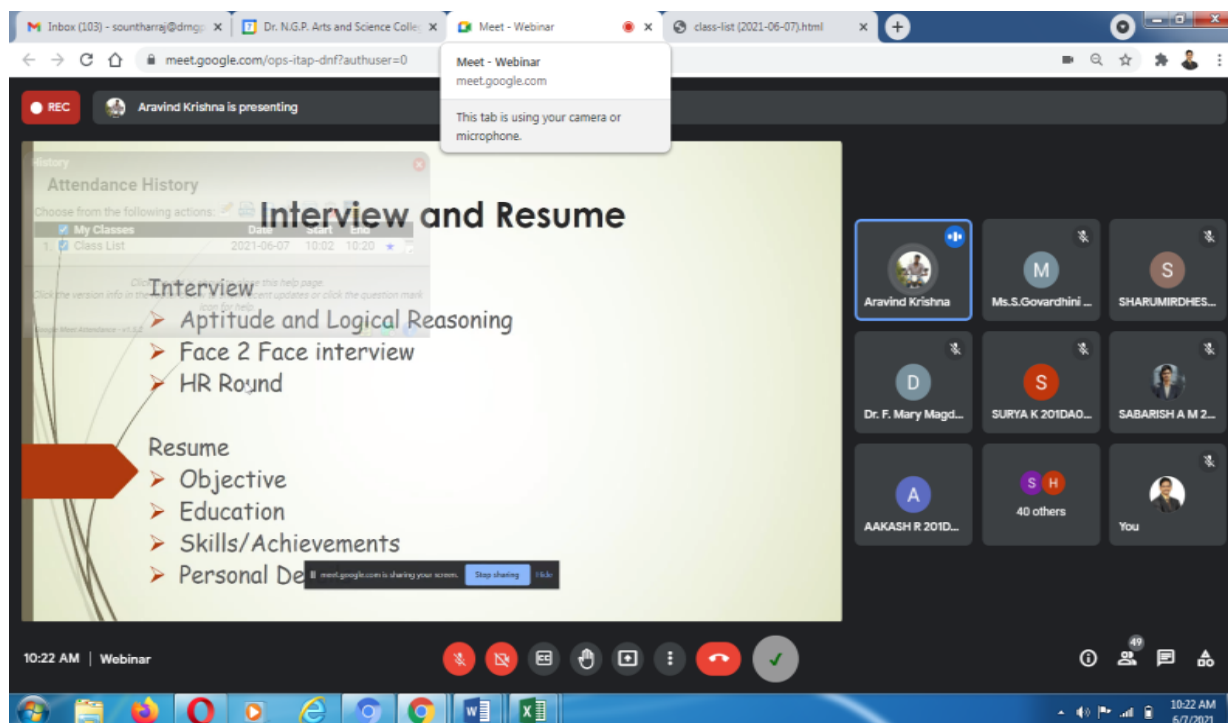 Inbox (103) - sountharraj@drngp
Dr. N.G.P. Arts and Science Colle
Meet - Webinar
class-list (2021-06-07).html
meet.google.com/ops-itap-dnf?authuser=0
Meet - Webinar
meet.google.com
This tab is using your camera or
microphone.
REC
Aravind Krishna is presenting
History
Attendance History
Choose from the following actions:
My Classes Date Start End
1. Class List 2021-06-07 10:02 10:20
Interview and Resume
Interview
Aptitude and Logical Reasoning
Face 2 Face interview
HR Round
Resume
Objective
Education
Skills/Achievements
Personal De
meet.google.com is sharing your screen. Stop sharing Hide
Aravind Krishna
M
Ms.S.Govardhini ...
S
SHARUMIRDHES...
D
Dr. F. Mary Magd...
S
SURYA K 201DA0...
SABARISH A M 2...
A
AAKASH R 201D...
S H
40 others
You
10:22 AM | Webinar
49
10:22 AM
6/7/2021